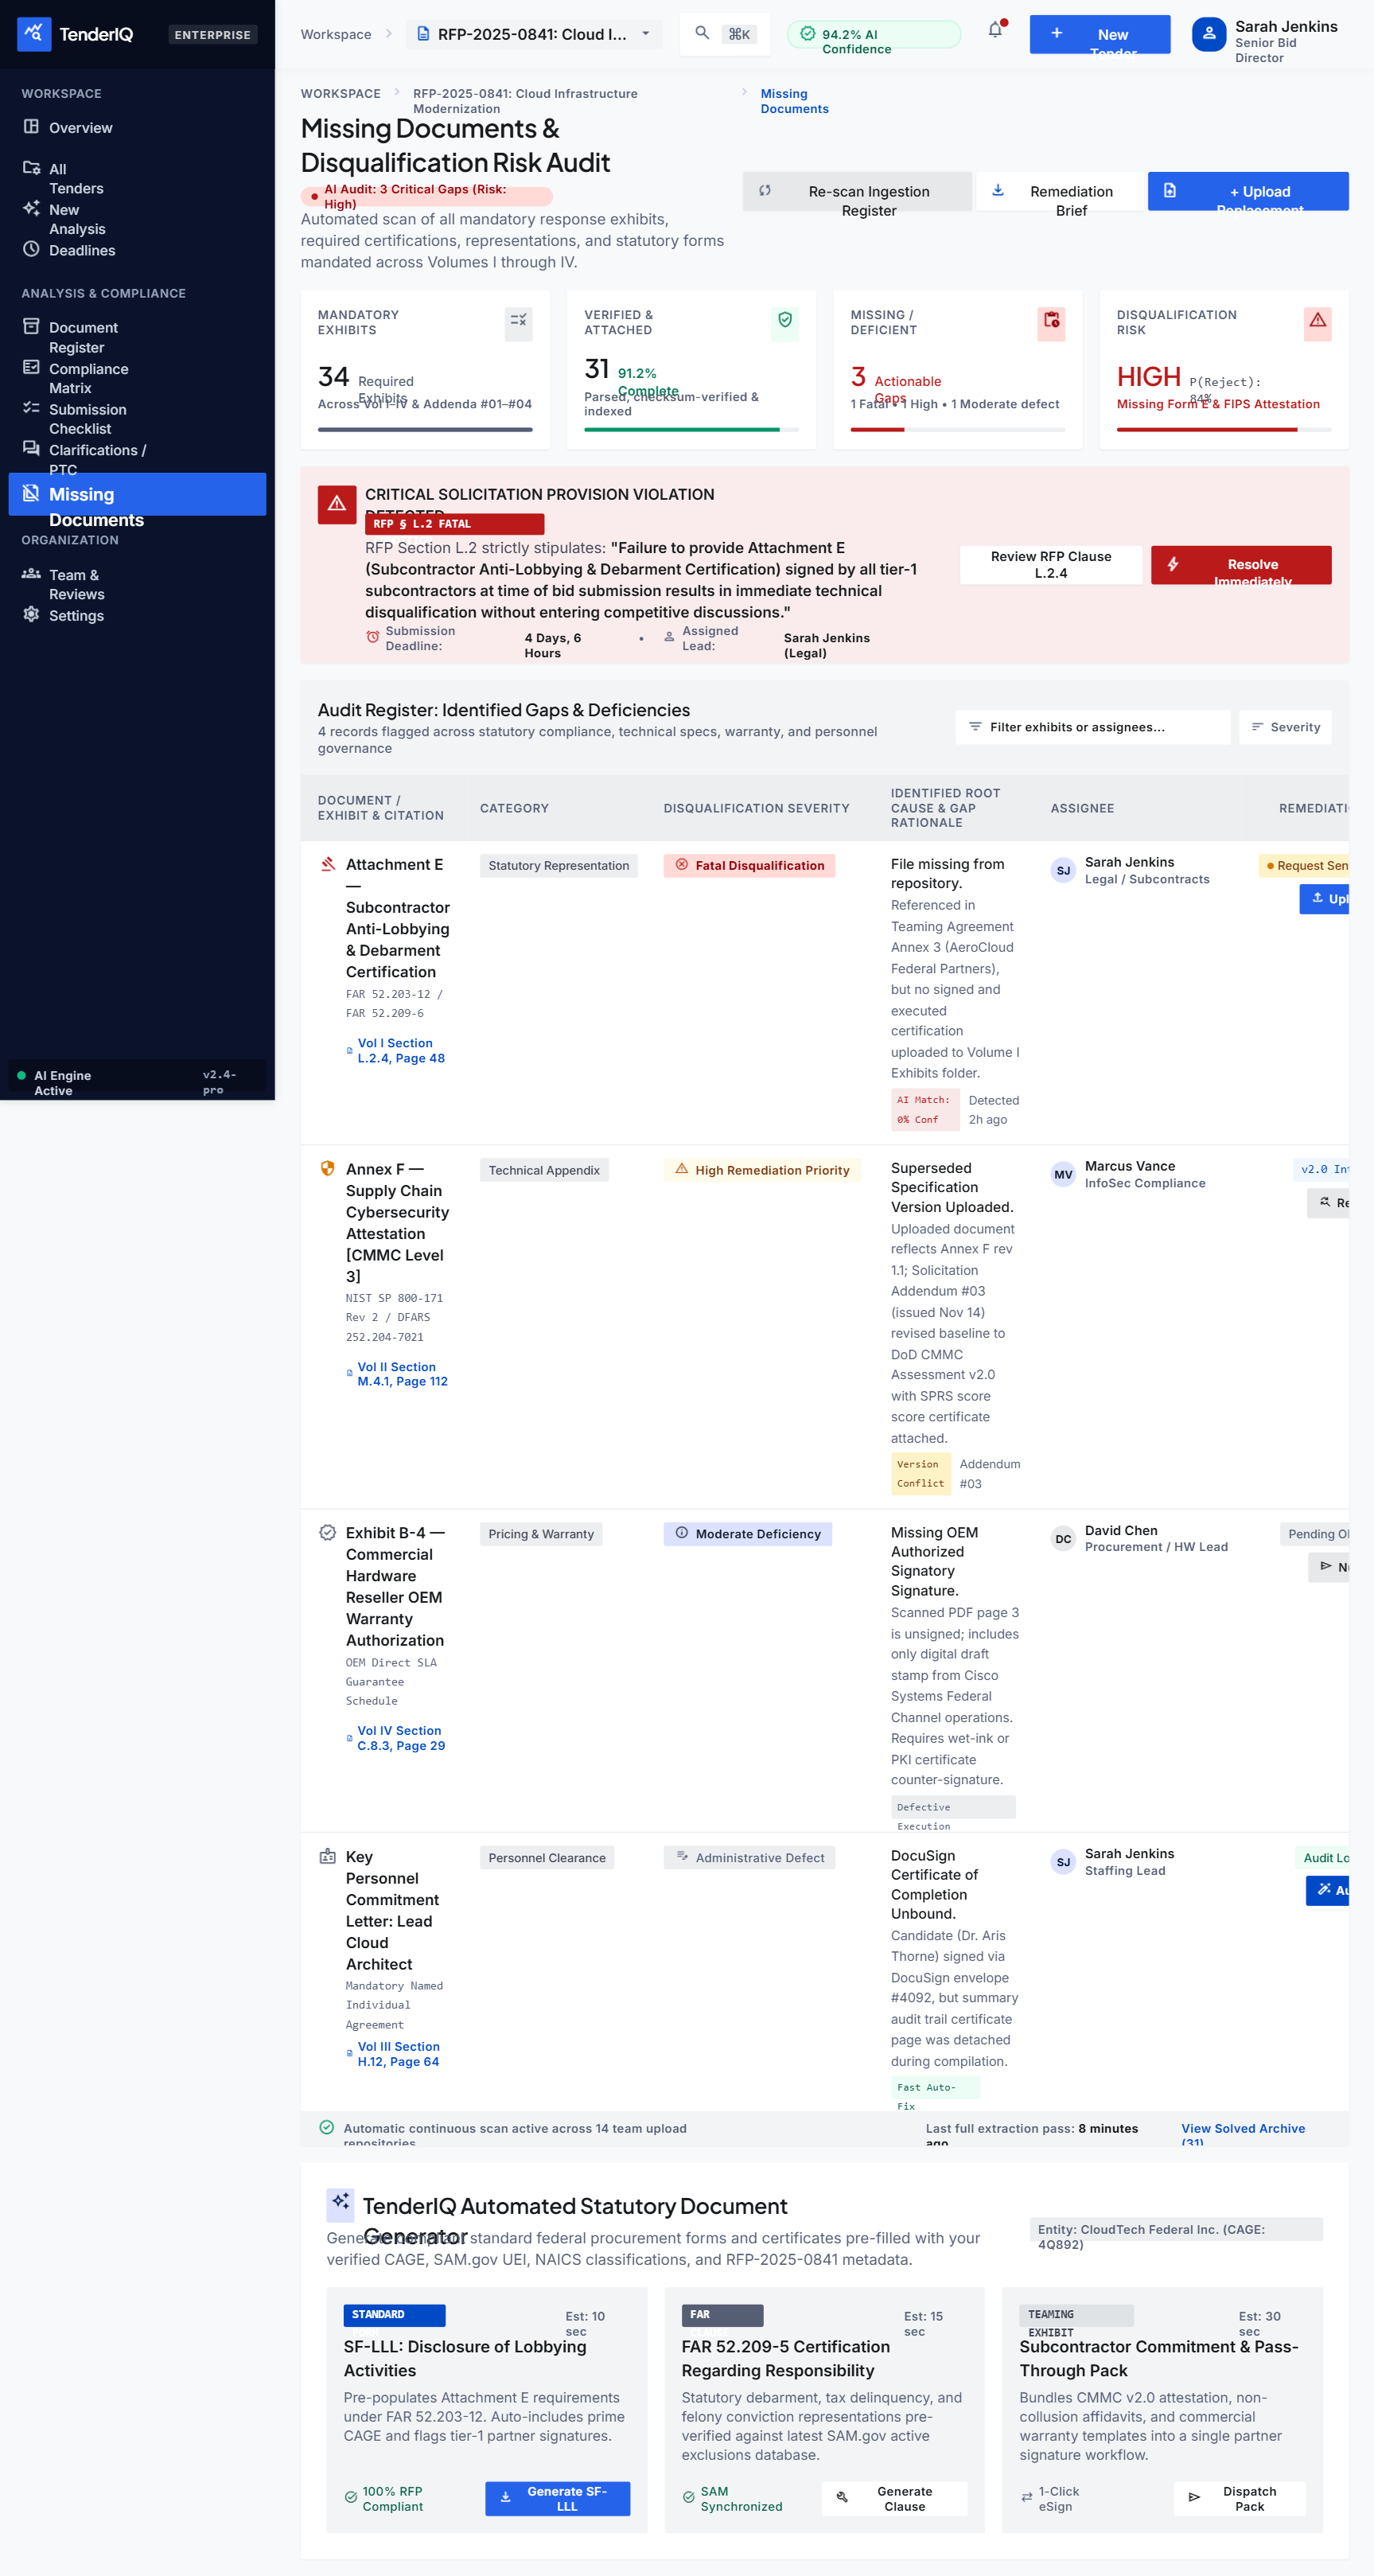 TenderIQ ENTERPRISE
WORKSPACE
Overview
All
Tenders
New
Analysis
Deadlines
ANALYSIS & COMPLIANCE
Document
Register
Compliance
Matrix
Submission
Checklist
Clarifications /
PTC
Missing
Documents
ORGANIZATION
Team &
Reviews
Settings
AI Engine
Active
v2.4-
pro
Workspace
RFP-2025-0841: Cloud I...
⌘K
94.2% AI
Confidence
New
Tender
Sarah Jenkins
Senior Bid
Director
WORKSPACE
RFP-2025-0841: Cloud Infrastructure
Modernization
Missing
Documents
Missing Documents &
Disqualification Risk Audit
AI Audit: 3 Critical Gaps (Risk:
High)
Automated scan of all mandatory response exhibits,
required certifications, representations, and statutory forms
mandated across Volumes I through IV.
Re-scan Ingestion
Register
Remediation
Brief
+ Upload
Replacement
MANDATORY
EXHIBITS
34 Required
Exhibits
Across Vol I–IV & Addenda #01–#04
VERIFIED &
ATTACHED
31 91.2%
Complete
Parsed, checksum-verified &
indexed
MISSING /
DEFICIENT
3 Actionable
Gaps
1 Fatal • 1 High • 1 Moderate defect
DISQUALIFICATION
RISK
HIGH P(Reject):
84%
Missing Form E & FIPS Attestation
CRITICAL SOLICITATION PROVISION VIOLATION
DETECTED
RFP § L.2 FATAL
RFP Section L.2 strictly stipulates: "Failure to provide Attachment E
(Subcontractor Anti-Lobbying & Debarment Certification) signed by all tier-1
subcontractors at time of bid submission results in immediate technical
disqualification without entering competitive discussions."
Submission
Deadline:
4 Days, 6
Hours
•
Assigned
Lead:
Sarah Jenkins
(Legal)
Review RFP Clause
L.2.4
Resolve
Immediately
Audit Register: Identified Gaps & Deficiencies
4 records flagged across statutory compliance, technical specs, warranty, and personnel
governance
Filter exhibits or assignees...
Severity
DOCUMENT /
EXHIBIT & CITATION
CATEGORY
DISQUALIFICATION SEVERITY
IDENTIFIED ROOT
CAUSE & GAP
RATIONALE
ASSIGNEE
REMEDIATI
Attachment E
—
Subcontractor
Anti-Lobbying
& Debarment
Certification
FAR 52.203-12 /
FAR 52.209-6
Vol I Section
L.2.4, Page 48
Statutory Representation
Fatal Disqualification
File missing from
repository.
Referenced in
Teaming Agreement
Annex 3 (AeroCloud
Federal Partners),
but no signed and
executed
certification
uploaded to Volume I
Exhibits folder.
AI Match:
0% Conf
Detected
2h ago
SJ
Sarah Jenkins
Legal / Subcontracts
Request Sen
Upl
Annex F —
Supply Chain
Cybersecurity
Attestation
[CMMC Level
3]
NIST SP 800-171
Rev 2 / DFARS
252.204-7021
Vol II Section
M.4.1, Page 112
Technical Appendix
High Remediation Priority
Superseded
Specification
Version Uploaded.
Uploaded document
reflects Annex F rev
1.1; Solicitation
Addendum #03
(issued Nov 14)
revised baseline to
DoD CMMC
Assessment v2.0
with SPRS score
score certificate
attached.
Version
Conflict
Addendum
#03
MV
Marcus Vance
InfoSec Compliance
v2.0 Int
Re
Exhibit B-4 —
Commercial
Hardware
Reseller OEM
Warranty
Authorization
OEM Direct SLA
Guarantee
Schedule
Vol IV Section
C.8.3, Page 29
Pricing & Warranty
Moderate Deficiency
Missing OEM
Authorized
Signatory
Signature.
Scanned PDF page 3
is unsigned; includes
only digital draft
stamp from Cisco
Systems Federal
Channel operations.
Requires wet-ink or
PKI certificate
counter-signature.
Defective
Execution
DC
David Chen
Procurement / HW Lead
Pending O
Nu
Key
Personnel
Commitment
Letter: Lead
Cloud
Architect
Mandatory Named
Individual
Agreement
Vol III Section
H.12, Page 64
Personnel Clearance
Administrative Defect
DocuSign
Certificate of
Completion
Unbound.
Candidate (Dr. Aris
Thorne) signed via
DocuSign envelope
#4092, but summary
audit trail certificate
page was detached
during compilation.
Fast Auto-
Fix
SJ
Sarah Jenkins
Staffing Lead
Audit Lo
Au
Automatic continuous scan active across 14 team upload
repositories
Last full extraction pass: 8 minutes
ago
View Solved Archive
(31)
TenderIQ Automated Statutory Document
Generator
Generate compliant standard federal procurement forms and certificates pre-filled with your
verified CAGE, SAM.gov UEI, NAICS classifications, and RFP-2025-0841 metadata.
Entity: CloudTech Federal Inc. (CAGE:
4Q892)
STANDARD
Est: 10
sec
SF-LLL: Disclosure of Lobbying
Activities
Pre-populates Attachment E requirements
under FAR 52.203-12. Auto-includes prime
CAGE and flags tier-1 partner signatures.
100% RFP
Compliant
Generate SF-
LLL
FAR
CLAUSE
Est: 15
sec
FAR 52.209-5 Certification
Regarding Responsibility
Statutory debarment, tax delinquency, and
felony conviction representations pre-
verified against latest SAM.gov active
exclusions database.
SAM
Synchronized
Generate
Clause
TEAMING
EXHIBIT
Est: 30
sec
Subcontractor Commitment & Pass-
Through Pack
Bundles CMMC v2.0 attestation, non-
collusion affidavits, and commercial
warranty templates into a single partner
signature workflow.
1-Click
eSign
Dispatch
Pack